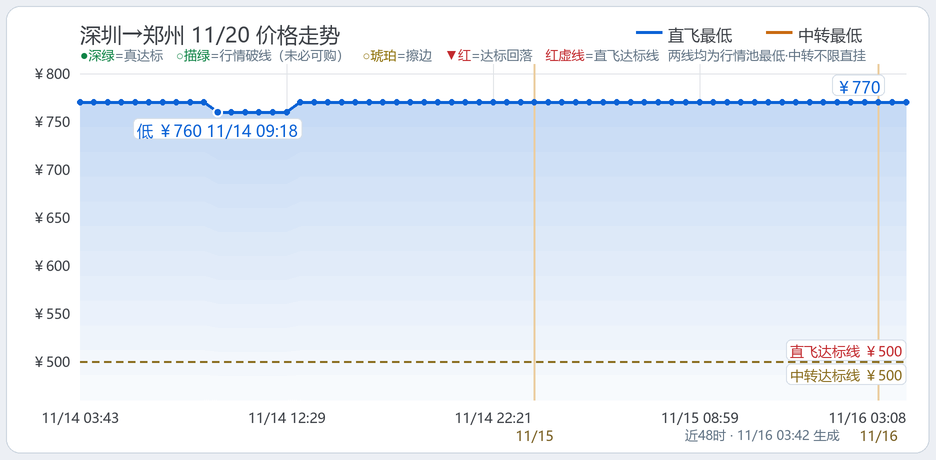 深圳→郑州 11/20 价格走势
直飞最低 中转最低
●深绿=真达标 ○描绿=行情破线（未必可购） ○琥珀=擦边 ▼红=达标回落 红虚线=直飞达标线 两线均为行情池最低·中转不限直挂
¥800
¥770
¥750
低 ¥760 11/14 09:18
¥700
¥650
¥600
¥550
直飞达标线 ¥500
¥500
中转达标线 ¥500
11/14 03:43 11/14 12:29 11/14 22:21 11/15 08:59 11/16 03:08
11/15 近48时 · 11/16 03:42 生成 11/16